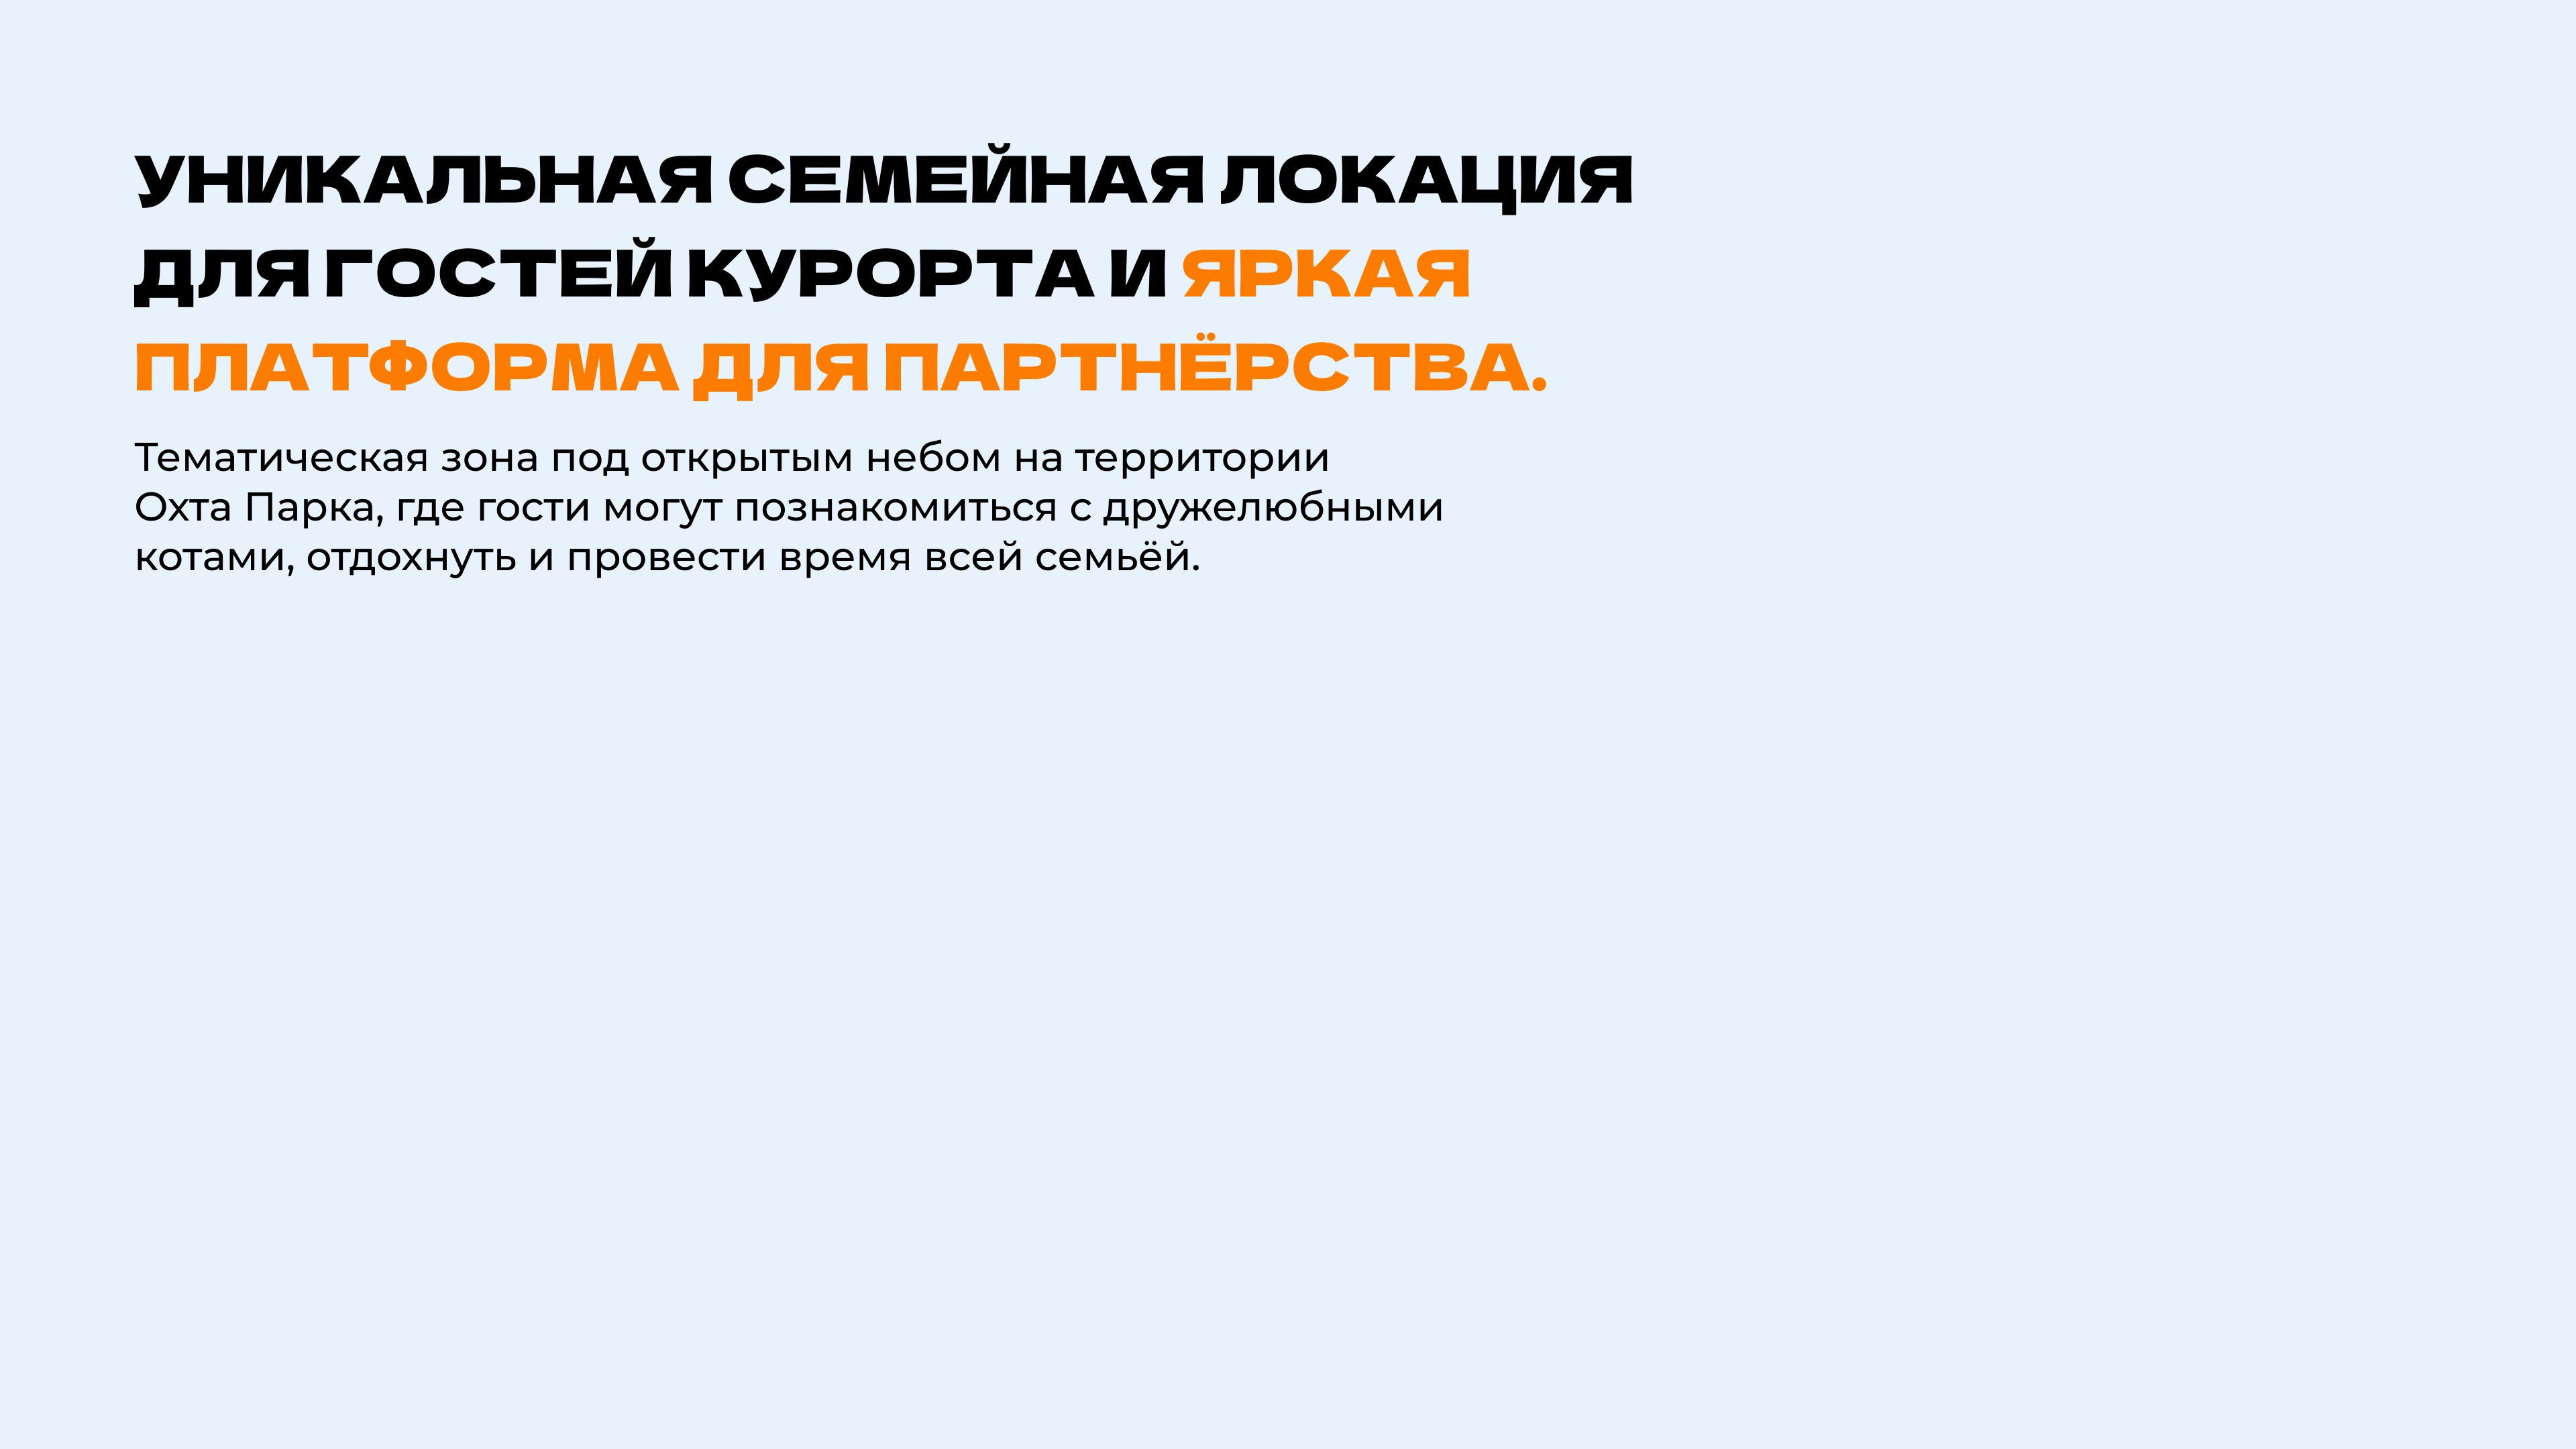 УНИКАЛЬНАЯ СЕМЕЙНАЯ ЛОКАЦИЯ
ДЛЯ ГОСТЕЙ КУРОРТА И ЯРКАЯ
ПЛАТФОРМА ДЛЯ ПАРТНЁРСТВА.
Тематическая зона под открытым небом на территории
Охта Парка, где гости могут познакомиться с дружелюбными
котами, отдохнуть и провести время всей семьёй.